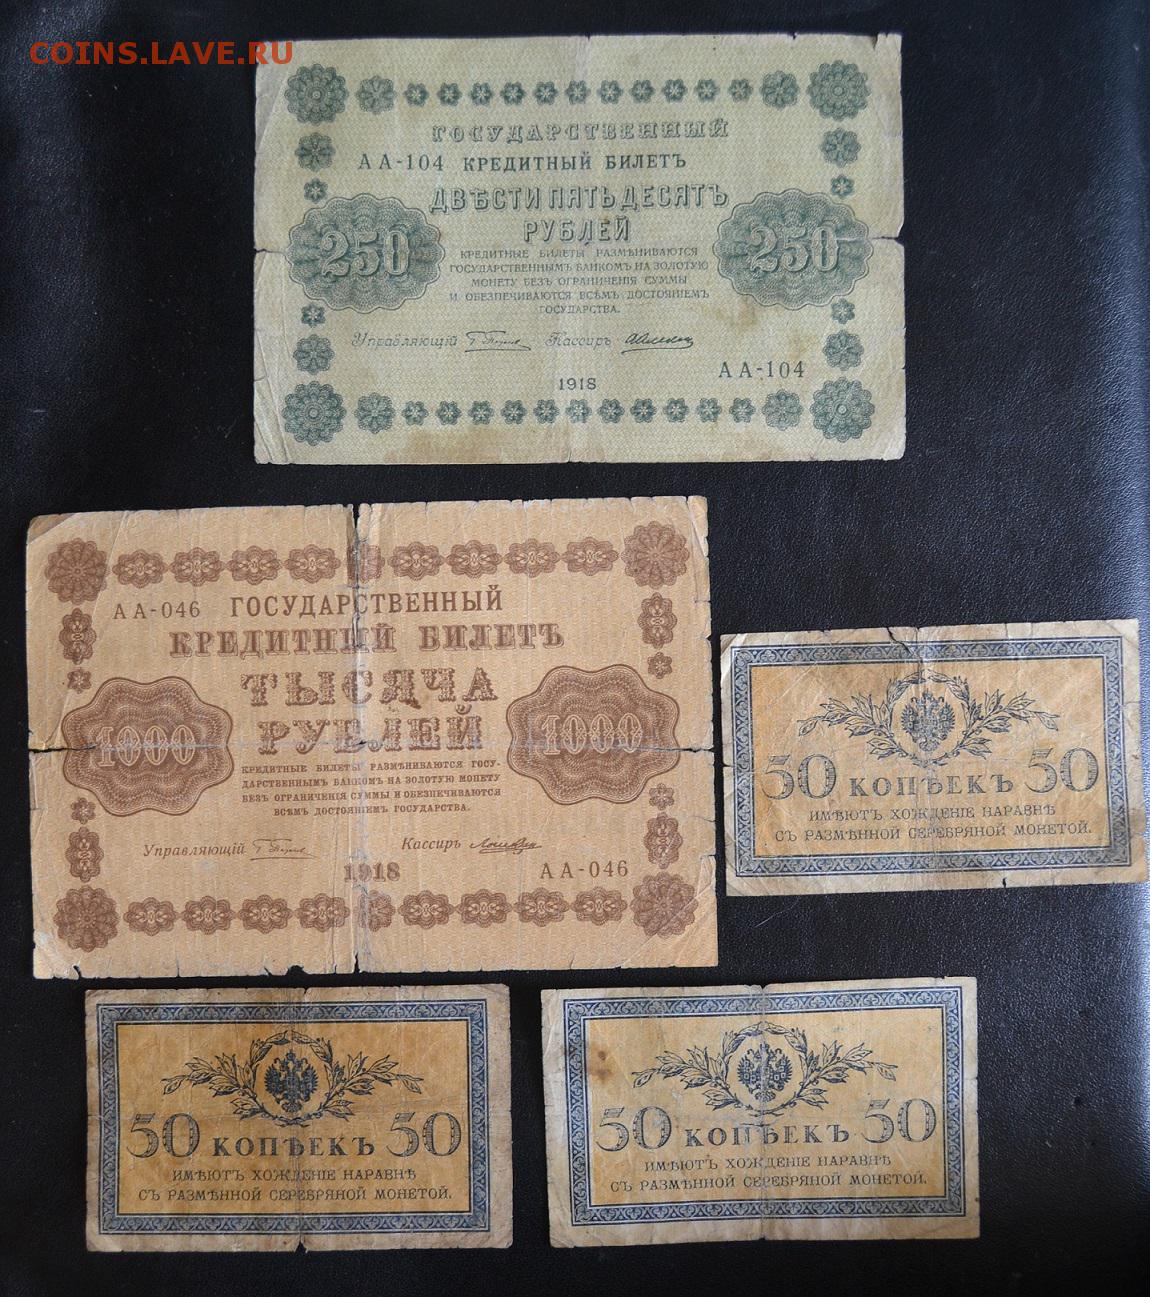 COINS.LAVE.RU
ГОСУДАРСТВЕННЫЙ
АА-104 КРЕДИТНЫЙ БИЛЕТЪ
ДВѢСТИ ПЯТЬДЕСЯТЪ
РУБЛЕЙ
250 250
КРЕДИТНЫЕ БИЛЕТЫ РАЗМѢНИВАЮТСЯ
ГОСУДАРСТВЕННЫМЪ БАНКОМЪ НА ЗОЛОТУЮ
МОНЕТУ БЕЗЪ ОГРАНИЧЕНІЯ СУММЫ
И ОБЕЗПЕЧИВАЮТСЯ ВСѢМЪ ДОСТОЯНІЕМЪ
ГОСУДАРСТВА.
Управляющій Кассиръ
АА-104
1918
АА-046 ГОСУДАРСТВЕННЫЙ
КРЕДИТНЫЙ БИЛЕТЪ
ТЫСЯЧА
РУБЛЕЙ
1000 1000
КРЕДИТНЫЕ БИЛЕТЫ РАЗМѢНИВАЮТСЯ ГОСУ-
ДАРСТВЕННЫМЪ БАНКОМЪ НА ЗОЛОТУЮ МОНЕТУ
БЕЗЪ ОГРАНИЧЕНІЯ СУММЫ И ОБЕЗПЕЧИВАЮТСЯ
ВСѢМЪ ДОСТОЯНІЕМЪ ГОСУДАРСТВА.
Управляющій Кассиръ
1918 АА-046
50 КОПѢЕКЪ 50
ИМѢЮТЪ ХОЖДЕНІЕ НАРАВНѢ
СЪ РАЗМѢННОЙ СЕРЕБРЯНОЙ МОНЕТОЙ.
50 КОПѢЕКЪ 50
ИМѢЮТЪ ХОЖДЕНІЕ НАРАВНѢ
СЪ РАЗМѢННОЙ СЕРЕБРЯНОЙ МОНЕТОЙ.
50 КОПѢЕКЪ 50
ИМѢЮТЪ ХОЖДЕНІЕ НАРАВНѢ
СЪ РАЗМѢННОЙ СЕРЕБРЯНОЙ МОНЕТОЙ.